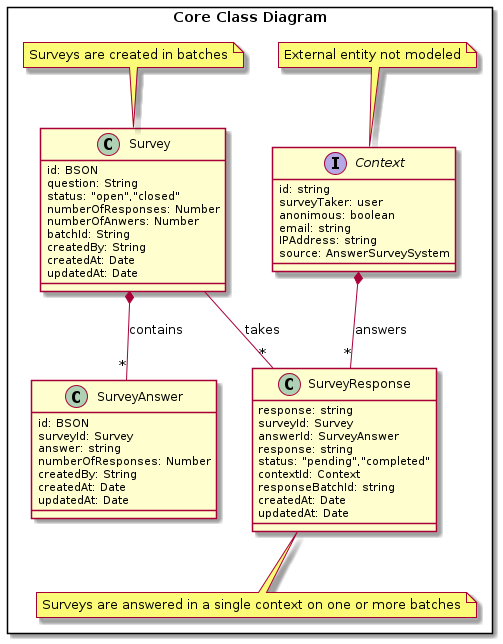 Core Class Diagram
Surveys are created in batches
External entity not modeled
C Survey
id: BSON
question: String
status: "open","closed"
numberOfResponses: Number
numberOfAnwers: Number
batchId: String
createdBy: String
createdAt: Date
updatedAt: Date
I Context
id: string
surveyTaker: user
anonimous: boolean
email: string
IPAddress: string
source: AnswerSurveySystem
contains
takes
answers
*
*
*
C SurveyAnswer
id: BSON
surveyId: Survey
answer: string
numberOfResponses: Number
createdBy: String
createdAt: Date
updatedAt: Date
C SurveyResponse
response: string
surveyId: Survey
answerId: SurveyAnswer
response: string
status: "pending","completed"
contextId: Context
responseBatchId: string
createdAt: Date
updatedAt: Date
Surveys are answered in a single context on one or more batches